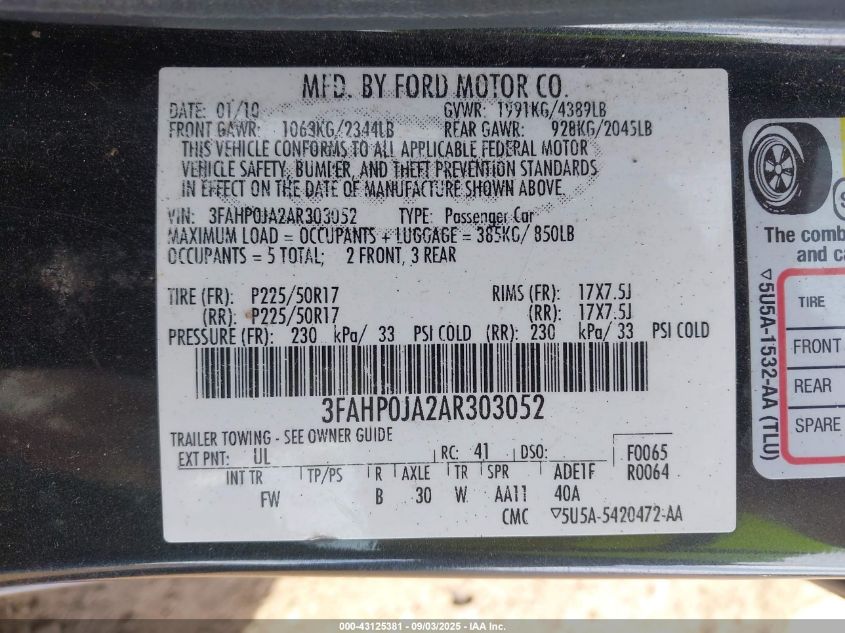 MFD. BY FORD MOTOR CO.
DATE: 01/10 GVWR: 1991KG/4389LB
FRONT GAWR: 1063KG/2344LB REAR GAWR: 928KG/2045LB
THIS VEHICLE CONFORMS TO ALL APPLICABLE FEDERAL MOTOR
VEHICLE SAFETY, BUMPER, AND THEFT PREVENTION STANDARDS
IN EFFECT ON THE DATE OF MANUFACTURE SHOWN ABOVE.
VIN: 3FAHP0JA2AR303052 TYPE: Passenger Car
MAXIMUM LOAD = OCCUPANTS + LUGGAGE = 385KG/ 850LB
OCCUPANTS = 5 TOTAL; 2 FRONT, 3 REAR
TIRE (FR): P225/50R17 RIMS (FR): 17X7.5J
(RR): P225/50R17 (RR): 17X7.5J
PRESSURE (FR): 230 kPa/ 33 PSI COLD (RR): 230 kPa/ 33 PSI COLD
3FAHP0JA2AR303052
TRAILER TOWING - SEE OWNER GUIDE
EXT PNT: UL RC: 41 DSO: F0065
INT TR TP/PS R AXLE TR SPR ADE1F R0064
FW B 30 W AA11 40A
CMC ▽5U5A-5420472-AA
The comb
and ca
TIRE
FRONT
REAR
SPARE
▽5U5A-1532-AA (TLU)
000-43125381 - 09/03/2025 - IAA Inc.